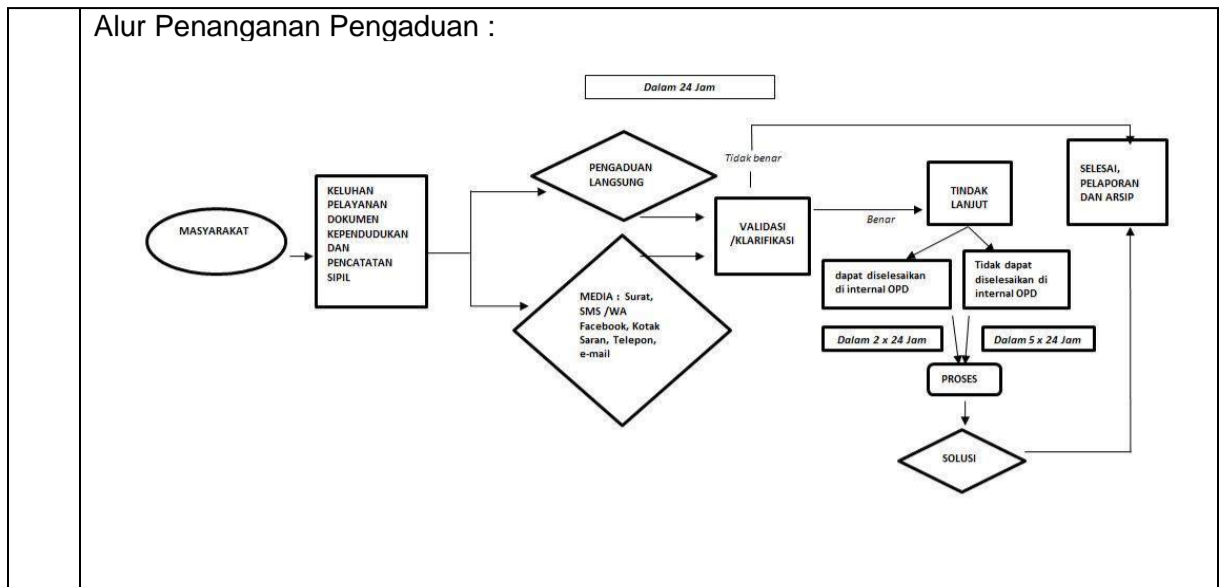 Alur Penanganan Pengaduan :
Dalam 24 Jam
MASYARAKAT
KELUHAN
PELAYANAN
DOKUMEN
KEPENDUDUKAN
DAN
PENCATATAN
SIPIL
PENGADUAN
LANGSUNG
MEDIA : Surat,
SMS /WA
Facebook, Kotak
Saran, Telepon,
e-mail
Tidak benar
VALIDASI
/KLARIFIKASI
Benar
TINDAK
LANJUT
SELESAI,
PELAPORAN
DAN ARSIP
dapat diselesaikan
di internal OPD
Tidak dapat
diselesaikan di
internal OPD
Dalam 2 x 24 Jam
Dalam 5 x 24 Jam
PROSES
SOLUSI